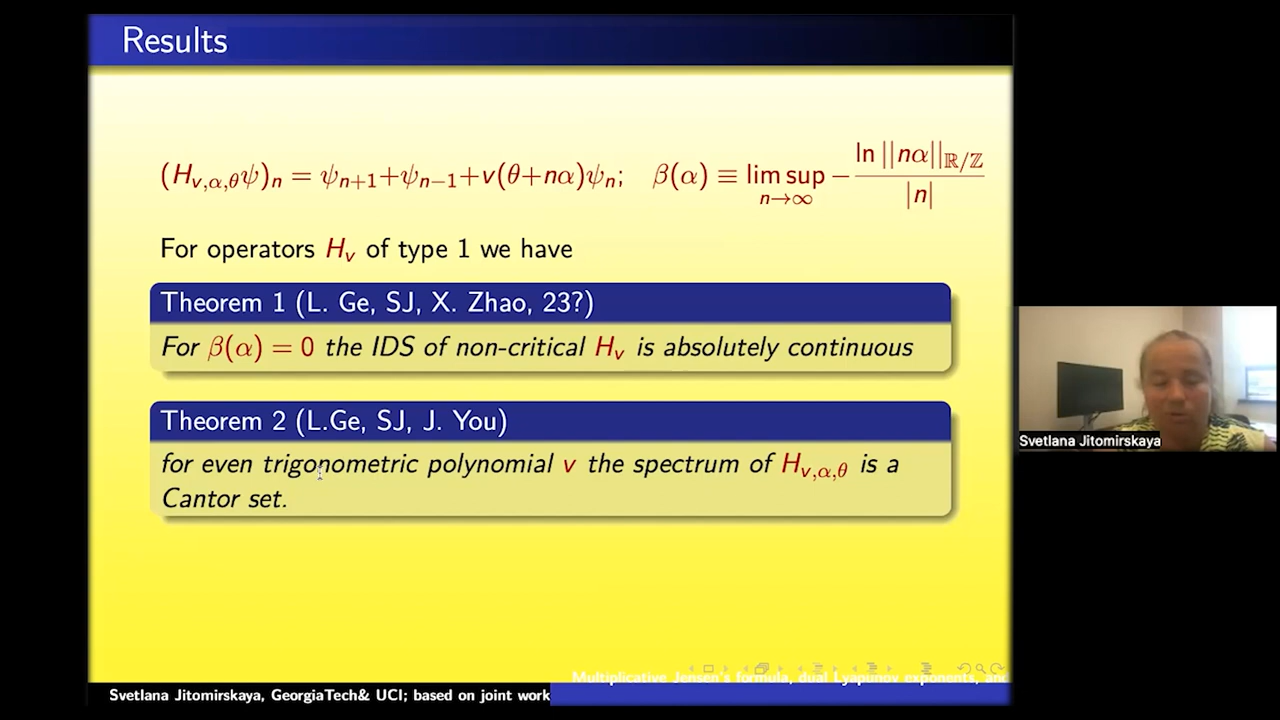 Results
(H_{v,α,θ}ψ)_n = ψ_{n+1}+ψ_{n−1}+v(θ+nα)ψ_n; β(α) ≡ lim sup_{n→∞} − ln ||nα||_{ℝ/ℤ} / |n|
For operators H_v of type 1 we have
Theorem 1 (L. Ge, SJ, X. Zhao, 23?)
For β(α) = 0 the IDS of non-critical H_v is absolutely continuous
Theorem 2 (L.Ge, SJ, J. You)
for even trigonometric polynomial v the spectrum of H_{v,α,θ} is a
Cantor set.
Svetlana Jitomirskaya
Multiplicative Jensen's formula, dual Lyapunov exponents, and
Svetlana Jitomirskaya, GeorgiaTech& UCI; based on joint work